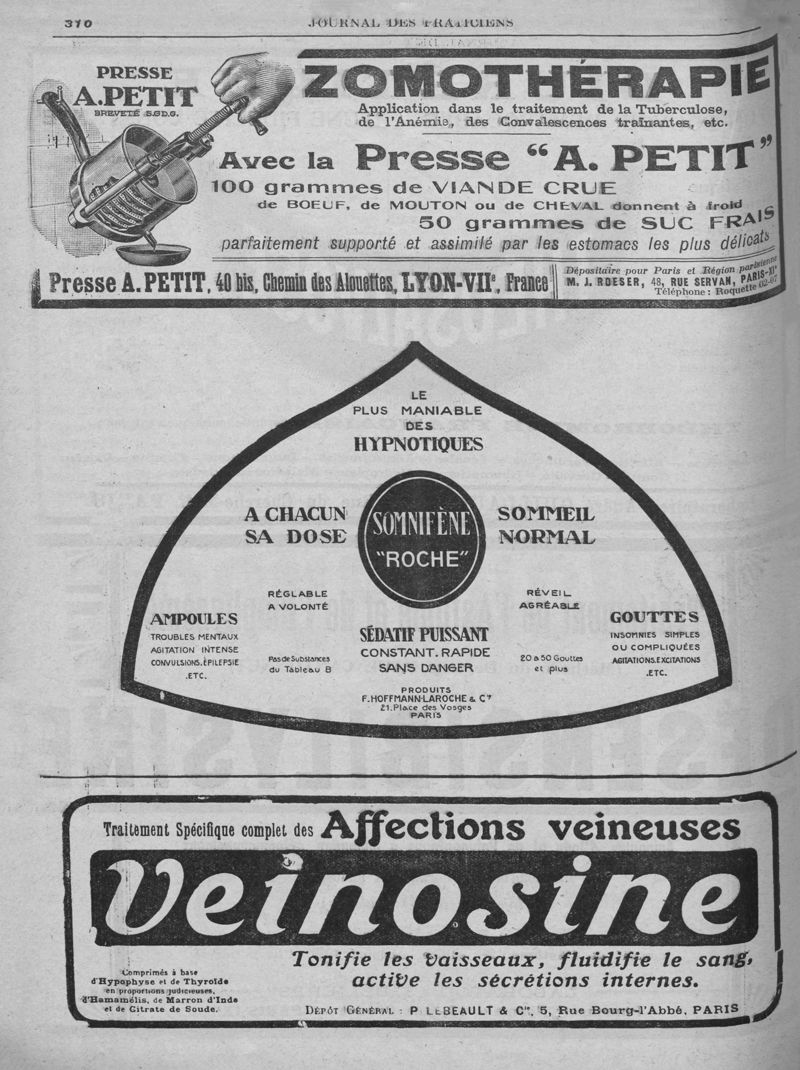 310
JOURNAL DES PRATICIENS
PRESSE
A.PETIT
BREVETÉ S.G.D.G.
ZOMOTHÉRAPIE
Application dans le traitement de la Tuberculose,
de l'Anémie, des Convalescences traînantes, etc.
Avec la Presse "A. PETIT"
100 grammes de VIANDE CRUE
de BOEUF, de MOUTON ou de CHEVAL donnent à froid
50 grammes de SUC FRAIS
parfaitement supporté et assimilé par les estomacs les plus délicats
Presse A. PETIT, 40 bis, Chemin des Alouettes, LYON-VIIe, France
Dépositaire pour Paris et Région parisienne
M. J. ROESER, 48, RUE SERVAN, PARIS-XIe
Téléphone : Roquette 02-07
LE
PLUS MANIABLE
DES
HYPNOTIQUES
A CHACUN
SA DOSE
SOMNIFÈNE
"ROCHE"
SOMMEIL
NORMAL
RÉGLABLE
A VOLONTÉ
RÉVEIL
AGRÉABLE
AMPOULES
TROUBLES MENTAUX
AGITATION INTENSE
CONVULSIONS.ÉPILEPSIE
.ETC.
Pas de Substances
du Tableau B
SÉDATIF PUISSANT
CONSTANT. RAPIDE
SANS DANGER
20 à 50 Gouttes
et plus
GOUTTES
INSOMNIES SIMPLES
OU COMPLIQUÉES
AGITATIONS.EXCITATIONS
.ETC.
PRODUITS
F. HOFFMANN-LAROCHE & Cie
21. Place des Vosges
PARIS
Traitement Spécifique complet des Affections veineuses
Veinosine
Tonifie les vaisseaux, fluidifie le sang,
active les sécrétions internes.
Comprimés à base
d'Hypophyse et de Thyroïde
en proportions judicieuses,
d'Hamamélis, de Marron d'Inde
et de Citrate de Soude.
DÉPÔT GÉNÉRAL : P. LEBEAULT & Cie, 5, Rue Bourg-l'Abbé, PARIS